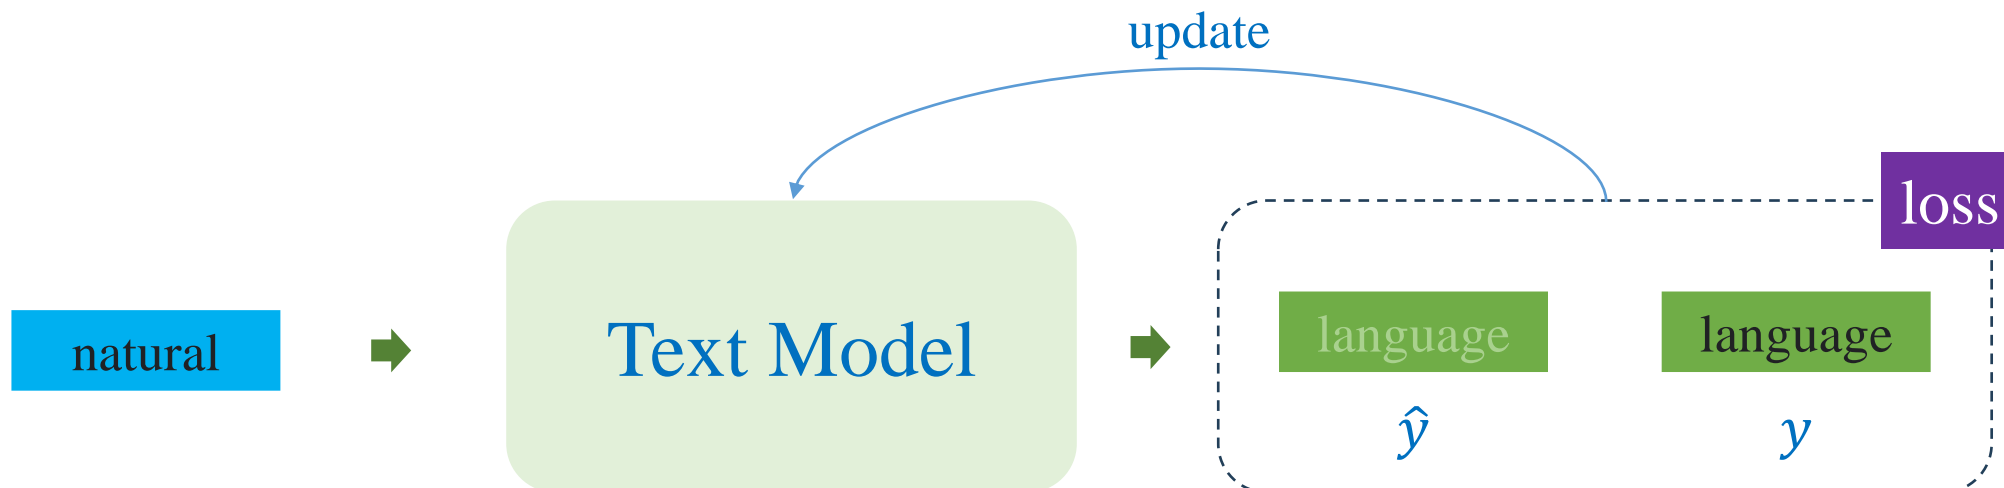 update
loss
natural
Text Model
language
language
ŷ
y